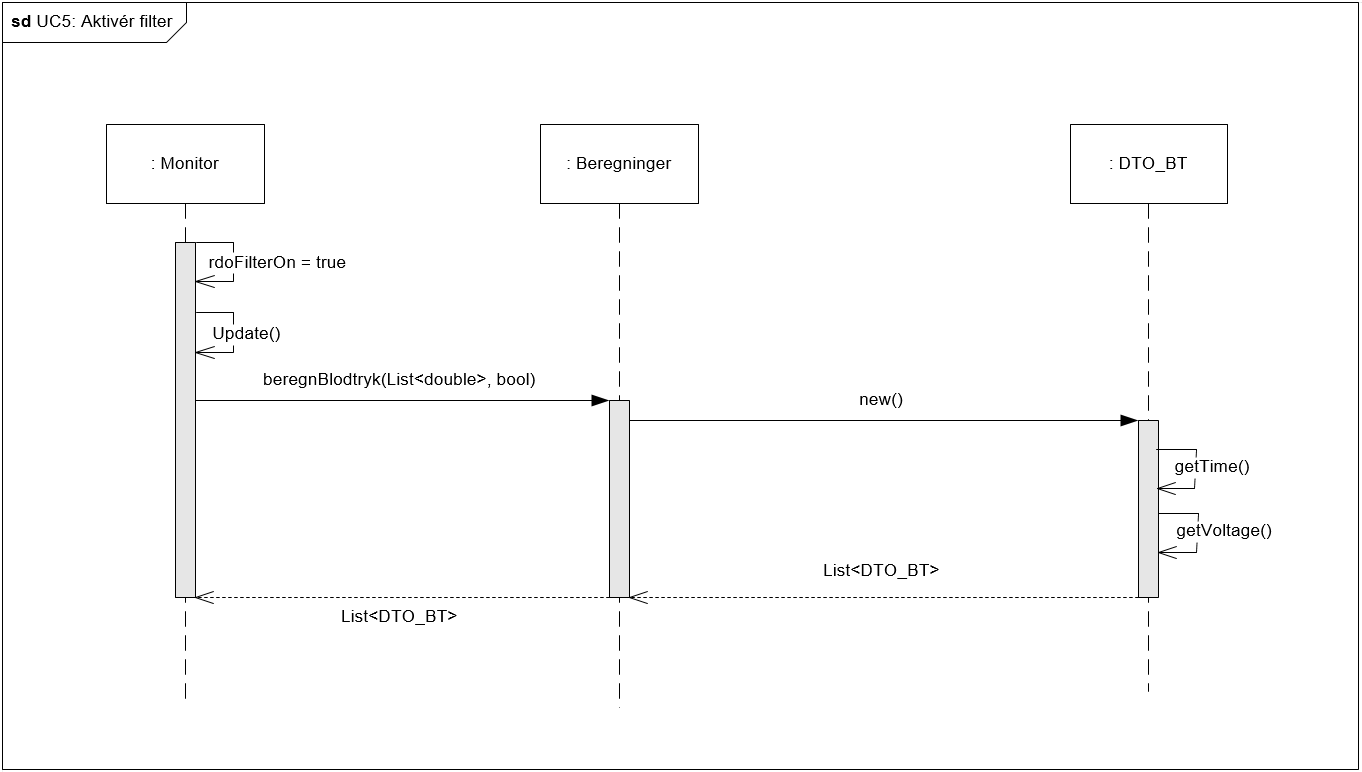 sd UC5: Aktivér filter
: Monitor
: Beregninger
: DTO_BT
rdoFilterOn = true
Update()
beregnBlodtryk(List<double>, bool)
new()
getTime()
getVoltage()
List<DTO_BT>
List<DTO_BT>